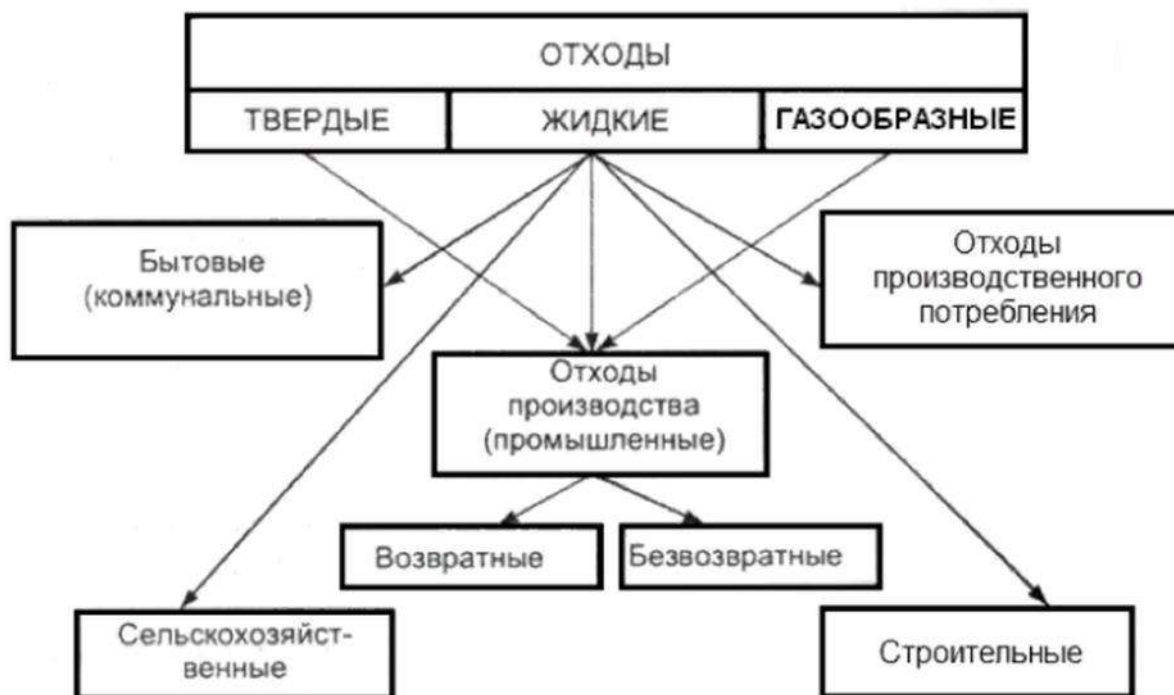 ОТХОДЫ
ТВЕРДЫЕ
ЖИДКИЕ
ГАЗООБРАЗНЫЕ
Бытовые
(коммунальные)
Отходы
производственного
потребления
Отходы
производства
(промышленные)
Возвратные
Безвозвратные
Сельскохозяйст-
венные
Строительные